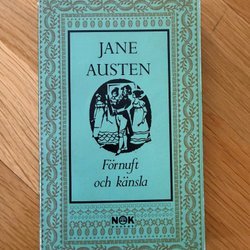 JANE
AUSTEN
Förnuft
och känsla
NOK